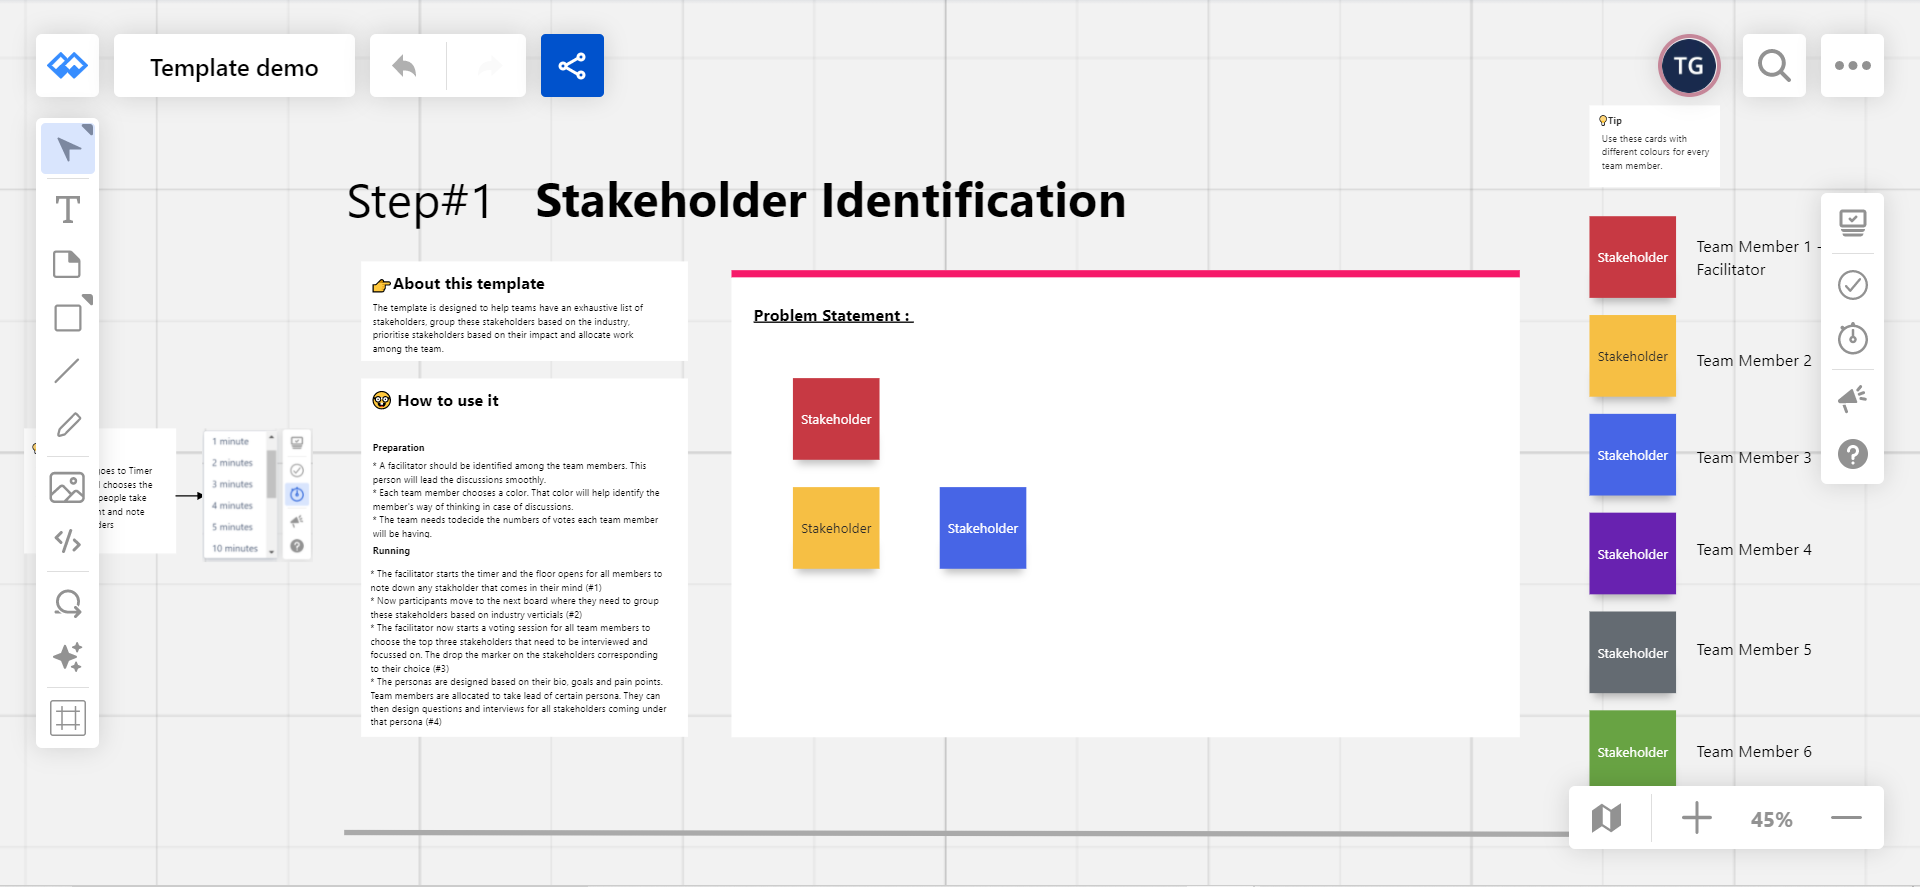 Template demo
TG
💡Tip
Use these cards with
different colours for every
team member.
Step#1 Stakeholder Identification
👉About this template
The template is designed to help teams have an exhaustive list of
stakeholders, group these stakeholders based on the industry,
prioritise stakeholders based on their impact and allocate work
among the team.
How to use it
Preparation
* A facilitator should be identified among the team members. This
person will lead the discussions smoothly.
* Each team member chooses a color. That color will help identify the
member's way of thinking in case of discussions.
* The team needs todecide the numbers of votes each team member
will be having.
Running
* The facilitator starts the timer and the floor opens for all members to
note down any stakholder that comes in their mind (#1)
* Now participants move to the next board where they need to group
these stakeholders based on industry verticials (#2)
* The facilitator now starts a voting session for all team members to
choose the top three stakeholders that need to be interviewed and
focussed on. The drop the marker on the stakeholders corresponding
to their choice (#3)
* The personas are designed based on their bio, goals and pain points.
Team members are allocated to take lead of certain persona. They can
then design questions and interviews for all stakeholders coming under
that persona (#4)
goes to Timer
chooses the
people take
and note
1 minute
2 minutes
3 minutes
4 minutes
5 minutes
10 minutes
Problem Statement :
Stakeholder
Stakeholder
Stakeholder
Stakeholder
Team Member 1 -
Facilitator
Stakeholder
Team Member 2
Stakeholder
Team Member 3
Stakeholder
Team Member 4
Stakeholder
Team Member 5
Stakeholder
Team Member 6
45%